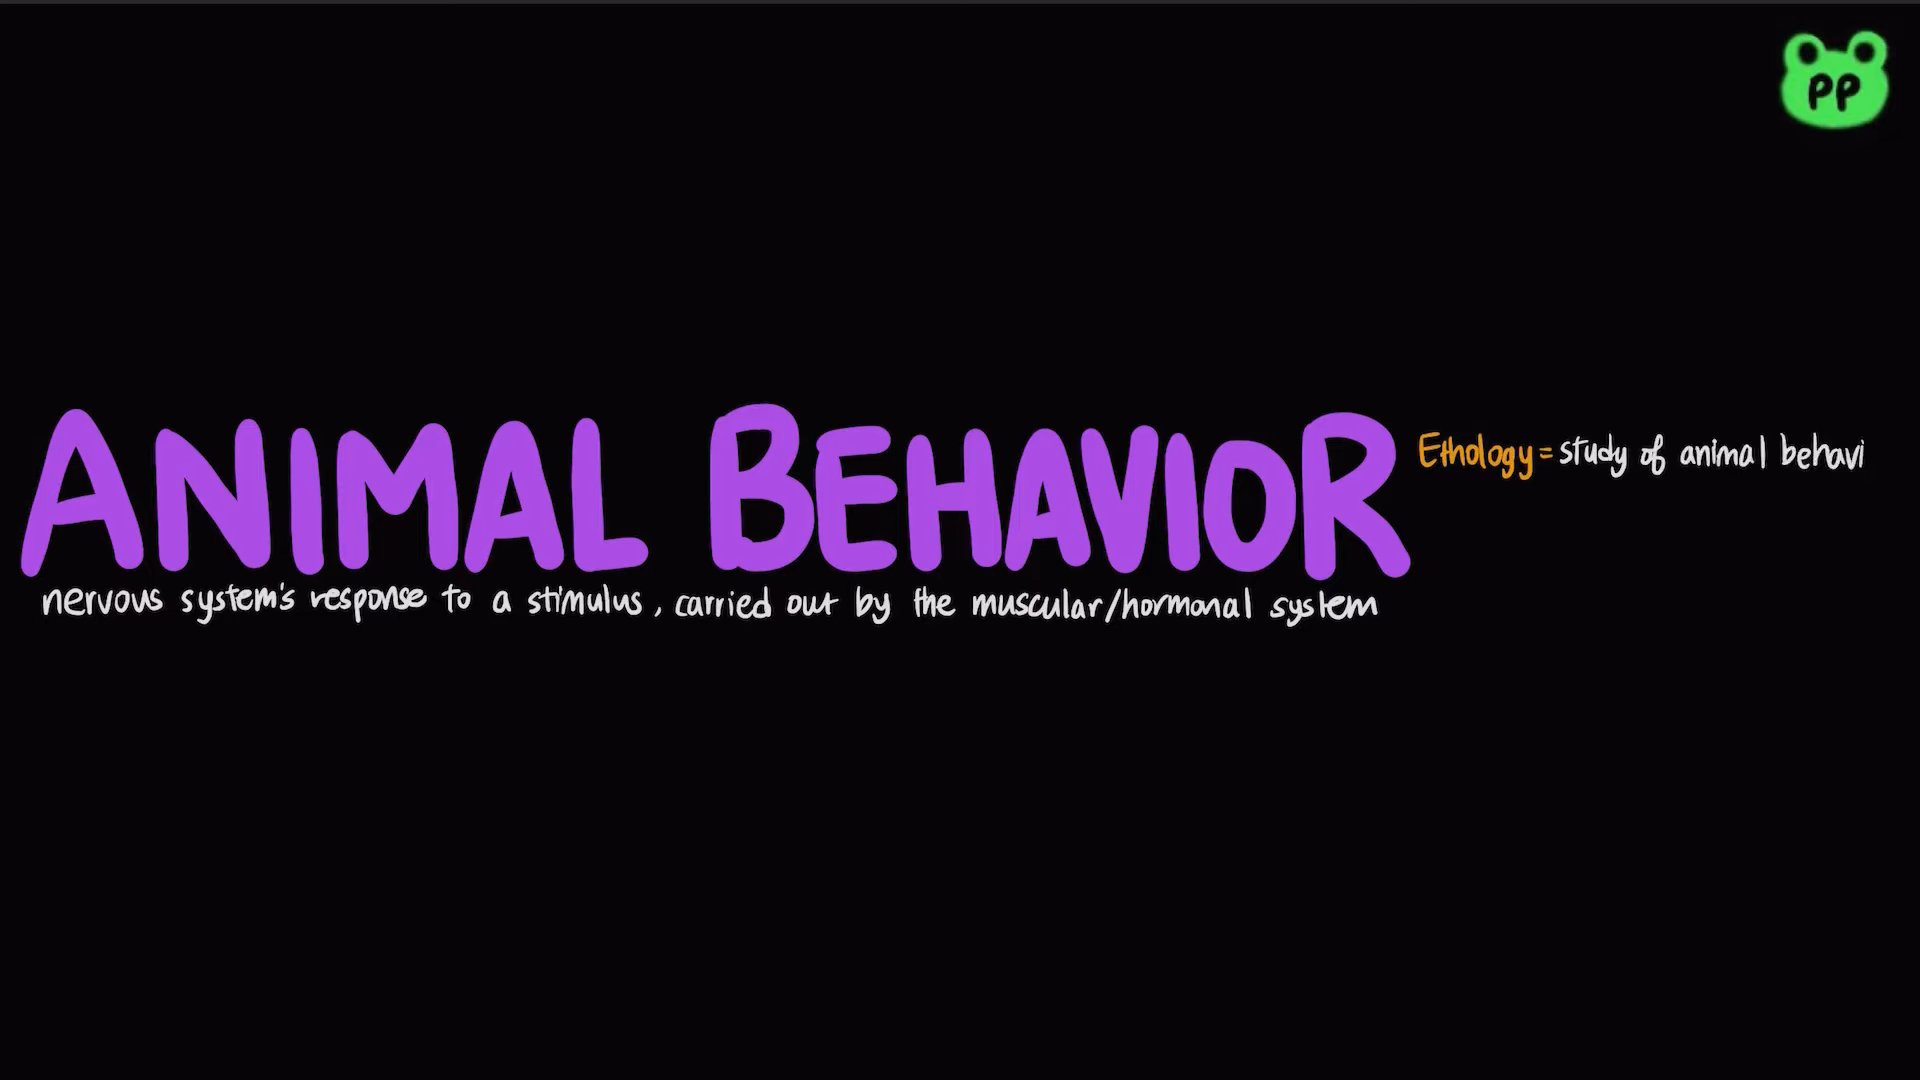 PP
ANIMAL BEHAVIOR
Ethology = study of animal behavi
nervous system's response to a stimulus, carried out by the muscular/hormonal system